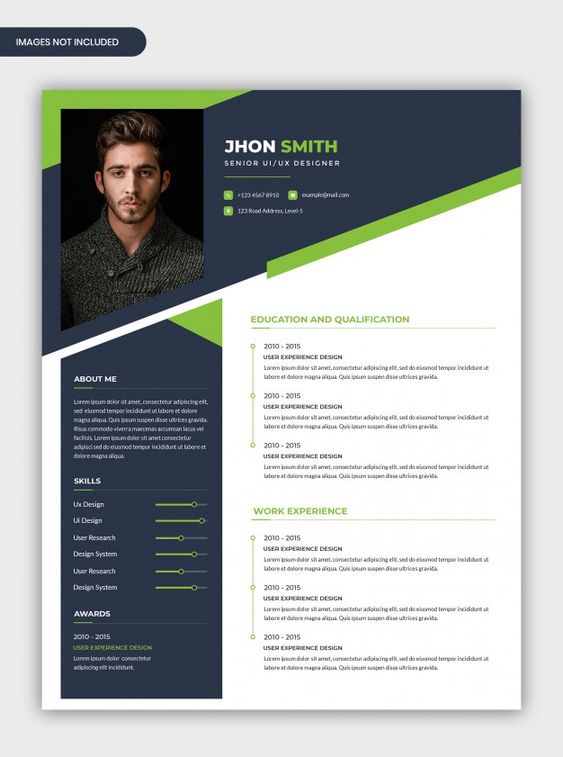 IMAGES NOT INCLUDED
JHON SMITH
SENIOR UI/UX DESIGNER
+123 4567 8910 example@mail.com
123 Road Address, Level-5
ABOUT ME
Lorem ipsum dolor sit amet, consectetur adipiscing elit,
sed eiusmod tempor incididunt ut labore et dolore
magna aliqua. Quis ipsum suspendisse ultrices gravida.
Risus commodo viverra maecenas accumsan lacus vel
facilisis. Lorem ipsum dolor sit amet, consectetur
adipiscing elit, sed tempor incididunt ut labore et dolore
magna aliqua.
SKILLS
Ux Design
Ui Design
User Research
Design System
User Research
Design System
AWARDS
2010 - 2015
USER EXPERIENCE DESIGN
Lorem ipsum dolor consectetur
adipiscing elit.
EDUCATION AND QUALIFICATION
2010 - 2015
USER EXPERIENCE DESIGN
Lorem ipsum dolor sit amet, consectetur adipiscing elit, sed do eiusmod tempor incididunt ut
labore et dolore magna aliqua. Quis ipsum suspen disse ultrices gravida.
2010 - 2015
USER EXPERIENCE DESIGN
Lorem ipsum dolor sit amet, consectetur adipiscing elit, sed do eiusmod tempor incididunt ut
labore et dolore magna aliqua. Quis ipsum suspen disse ultrices gravida.
2010 - 2015
USER EXPERIENCE DESIGN
Lorem ipsum dolor sit amet, consectetur adipiscing elit, sed do eiusmod tempor incididunt ut
labore et dolore magna aliqua. Quis ipsum suspen disse ultrices gravida.
WORK EXPERIENCE
2010 - 2015
USER EXPERIENCE DESIGN
Lorem ipsum dolor sit amet, consectetur adipiscing elit, sed do eiusmod tempor incididunt ut
labore et dolore magna aliqua. Quis ipsum suspen disse ultrices gravida.
2010 - 2015
USER EXPERIENCE DESIGN
Lorem ipsum dolor sit amet, consectetur adipiscing elit, sed do eiusmod tempor incididunt ut
labore et dolore magna aliqua. Quis ipsum suspen disse ultrices gravida.
2010 - 2015
USER EXPERIENCE DESIGN
Lorem ipsum dolor sit amet, consectetur adipiscing elit, sed do eiusmod tempor incididunt ut
labore et dolore magna aliqua. Quis ipsum suspen disse ultrices gravida.